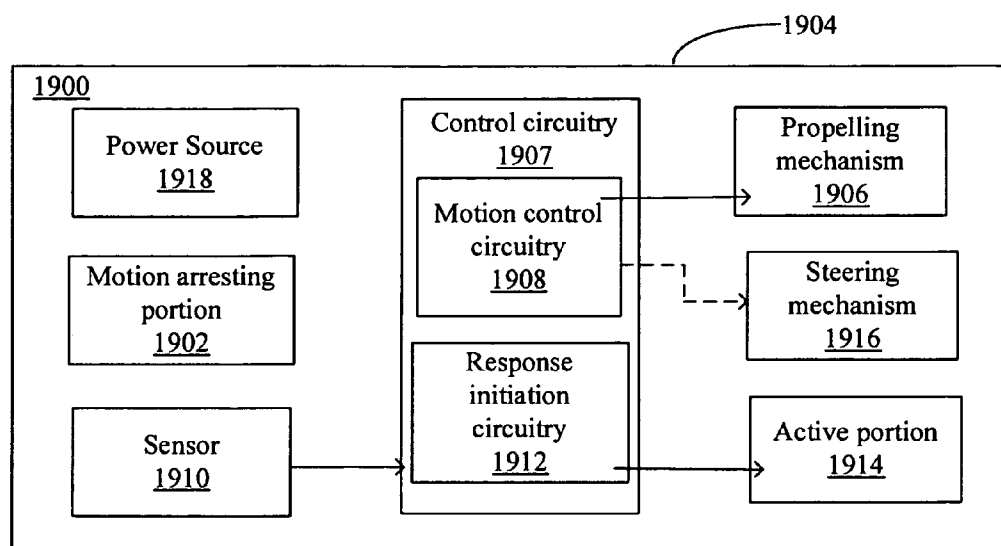 1904
1900
Power Source
1918
Motion arresting
portion
1902
Sensor
1910
Control circuitry
1907
Motion control
circuitry
1908
Response
initiation
circuitry
1912
Propelling
mechanism
1906
Steering
mechanism
1916
Active portion
1914